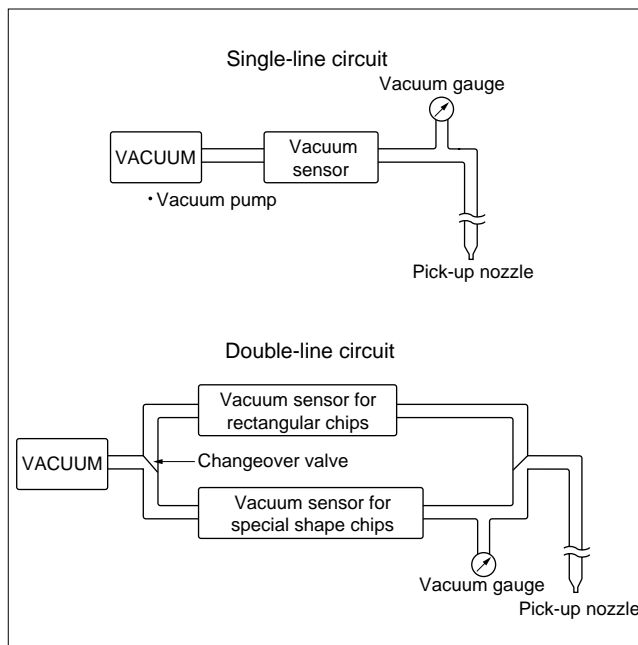 Single-line circuit
Vacuum gauge
VACUUM
Vacuum
sensor
・Vacuum pump
Pick-up nozzle
Double-line circuit
Vacuum sensor for
rectangular chips
VACUUM
Changeover valve
Vacuum sensor for
special shape chips
Vacuum gauge
Pick-up nozzle